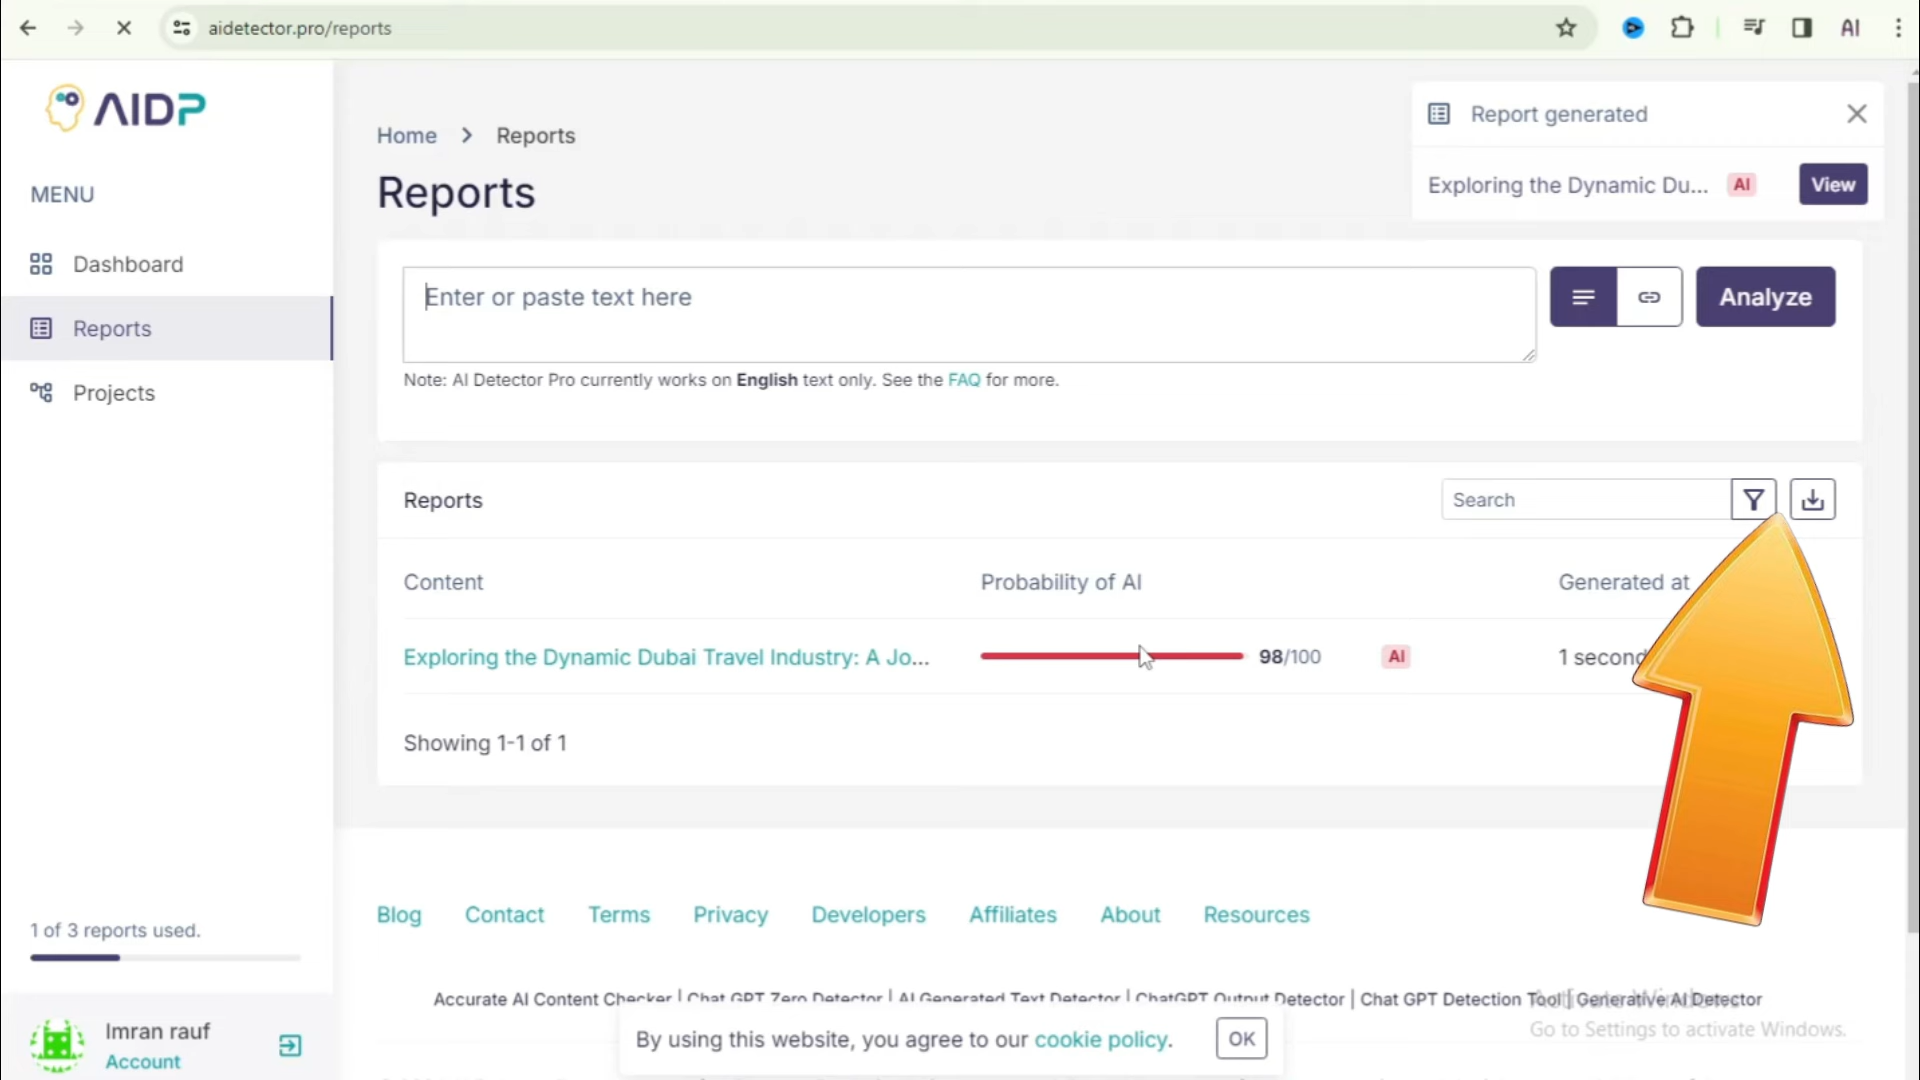 aidetector.pro/reports
AI
AIDP
MENU
Dashboard
Reports
Projects
1 of 3 reports used.
Imran rauf
Account
Home > Reports
Reports
Report generated
Exploring the Dynamic Du... AI View
Enter or paste text here
Analyze
Note: AI Detector Pro currently works on English text only. See the FAQ for more.
Reports
Search
Content Probability of AI Generated at
Exploring the Dynamic Dubai Travel Industry: A Jo... 98/100 AI 1 second
Showing 1-1 of 1
Blog Contact Terms Privacy Developers Affiliates About Resources
Accurate AI Content Checker | Chat GPT Zero Detector | AI Generated Text Detector | ChatGPT Output Detector | Chat GPT Detection Tool | Generative AI Detector
Activate Windows
Go to Settings to activate Windows.
By using this website, you agree to our cookie policy. OK